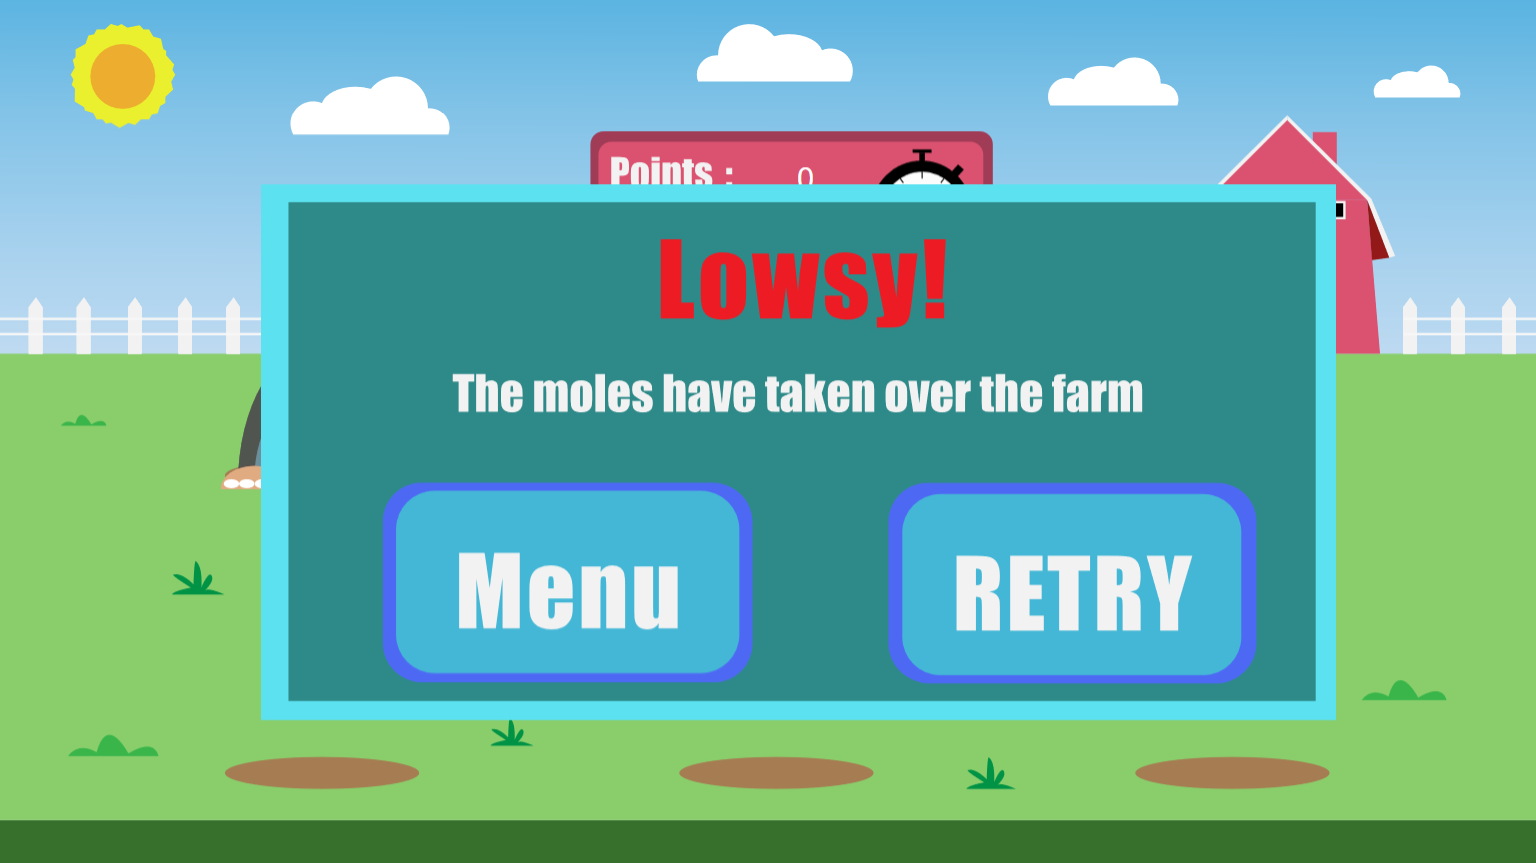 Points : 0
Lowsy!
The moles have taken over the farm
Menu
RETRY